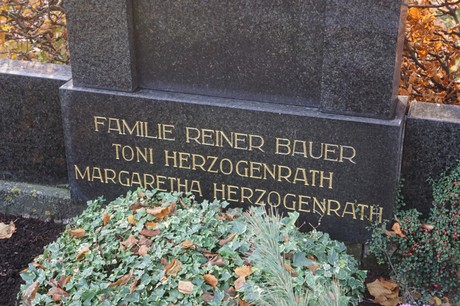 FAMILIE REINER BAUER
TONI HERZOGENRATH
MARGARETHA HERZOGENRATH